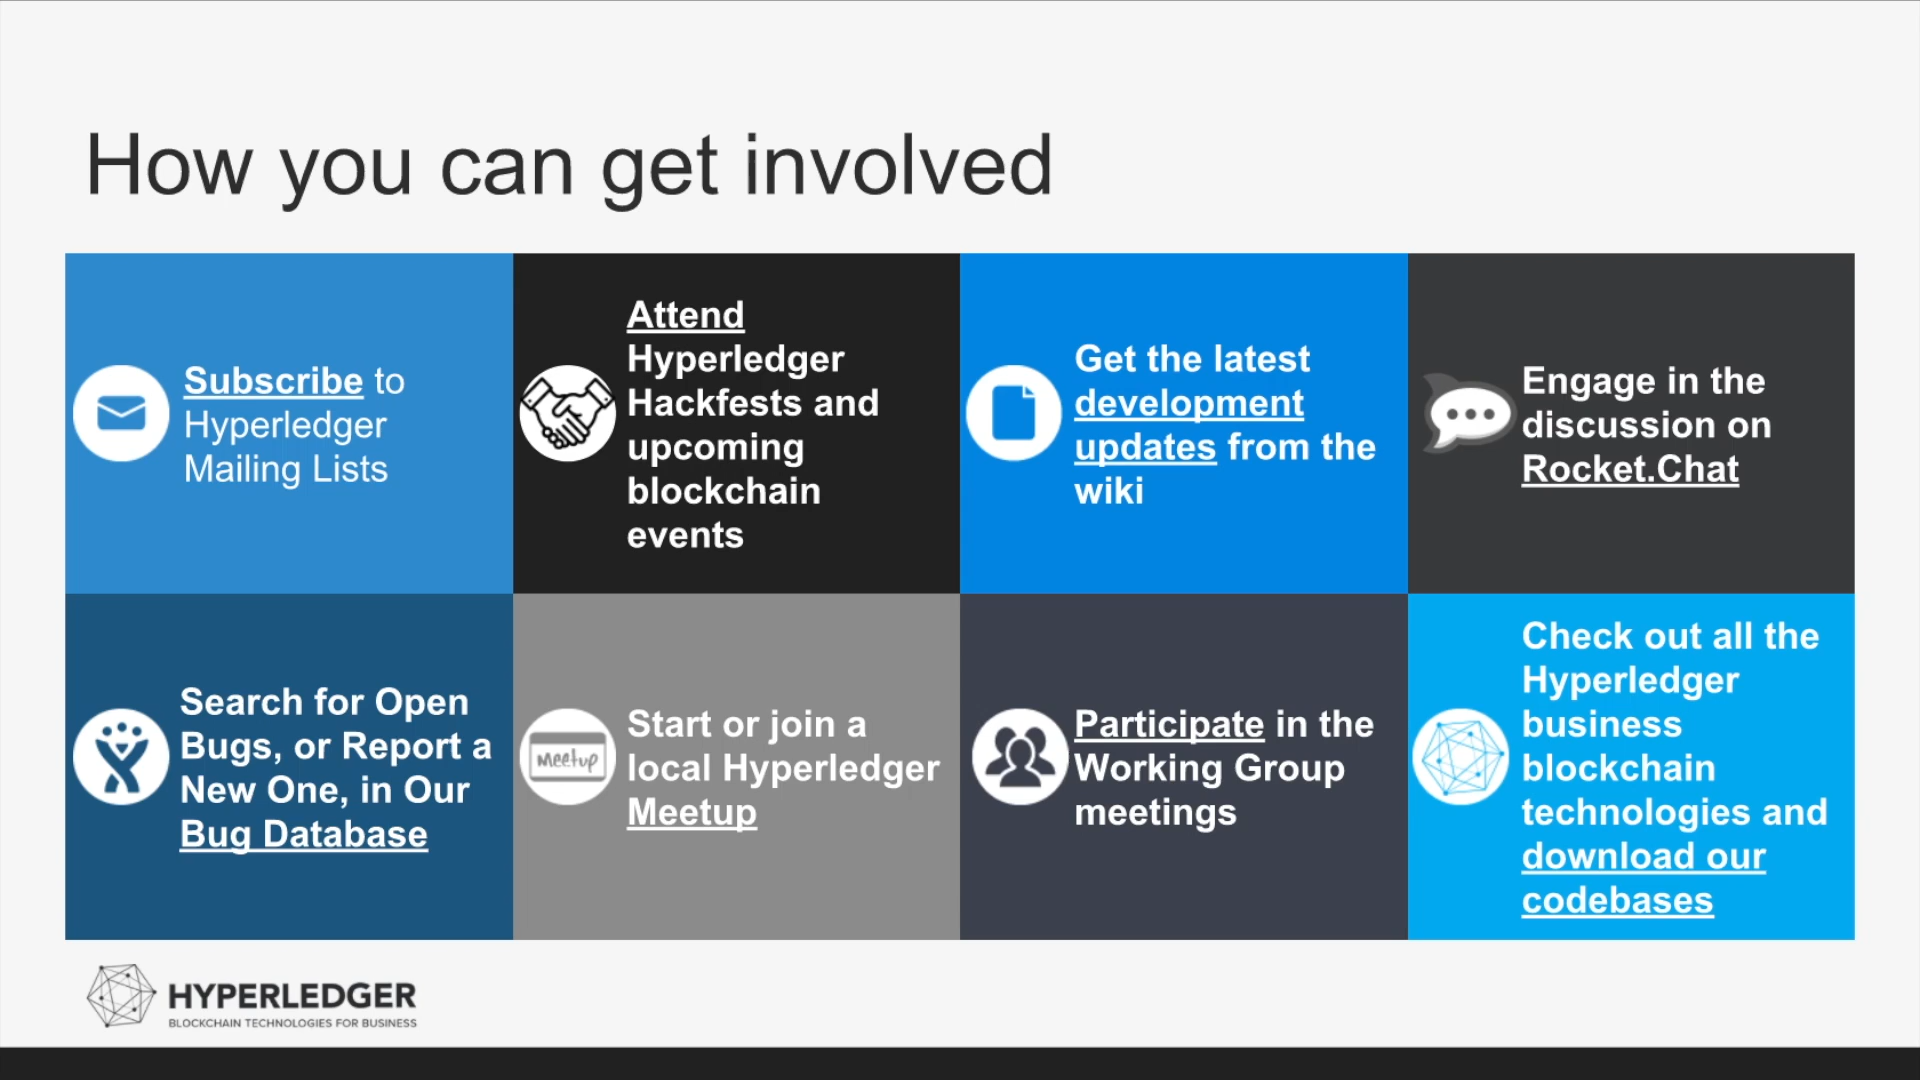 How you can get involved
Subscribe to
Hyperledger
Mailing Lists
Attend
Hyperledger
Hackfests and
upcoming
blockchain
events
Get the latest
development
updates from the
wiki
Engage in the
discussion on
Rocket.Chat
Search for Open
Bugs, or Report a
New One, in Our
Bug Database
Meetup
Start or join a
local Hyperledger
Meetup
Participate in the
Working Group
meetings
Check out all the
Hyperledger
business
blockchain
technologies and
download our
codebases
HYPERLEDGER
BLOCKCHAIN TECHNOLOGIES FOR BUSINESS